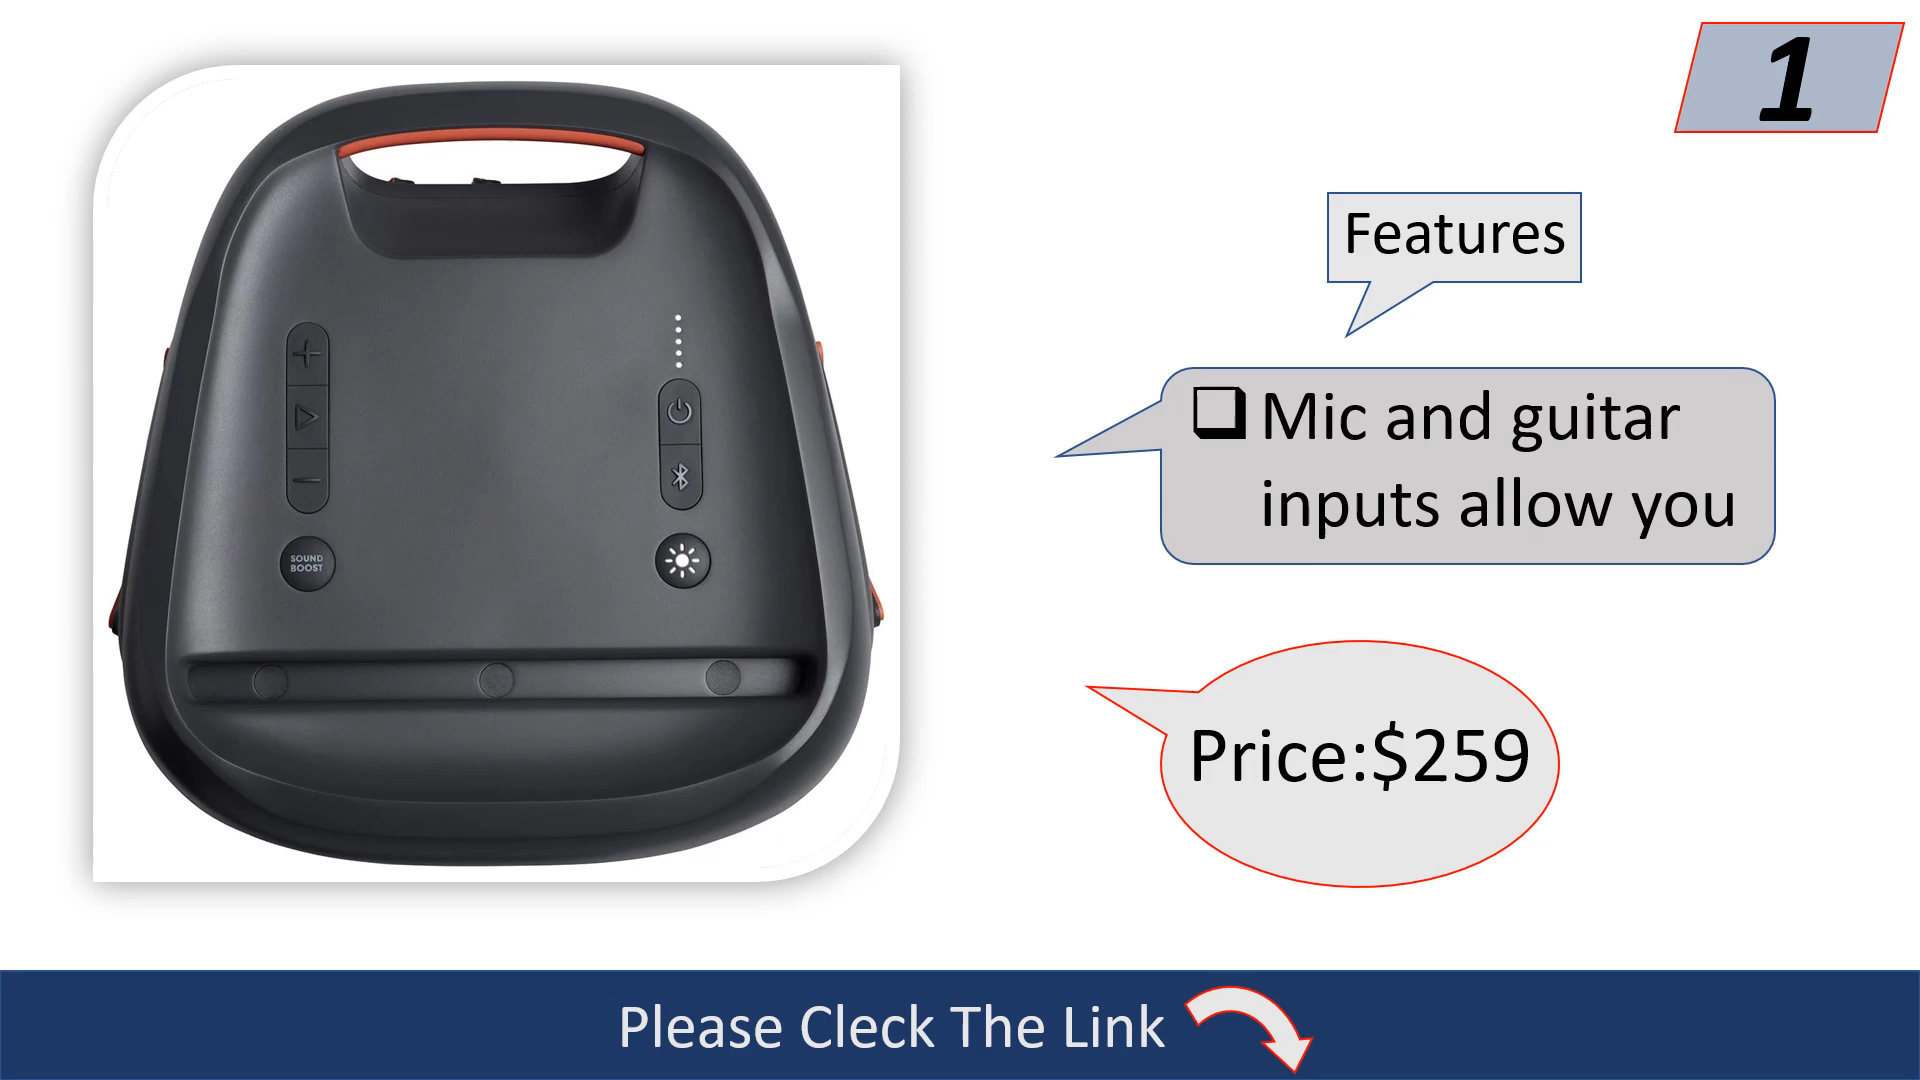 1
Features
Mic and guitar
inputs allow you
SOUND
BOOST
Price:$259
Please Cleck The Link